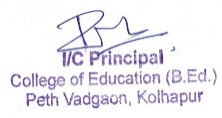 I/C Principal
College of Education (B.Ed.)
Peth Vadgaon, Kolhapur